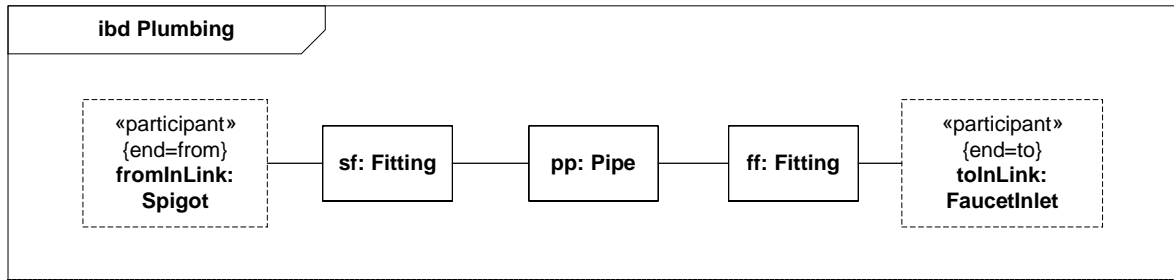 ibd Plumbing
«participant»
{end=from}
fromInLink:
Spigot
sf: Fitting
pp: Pipe
ff: Fitting
«participant»
{end=to}
toInLink:
FaucetInlet